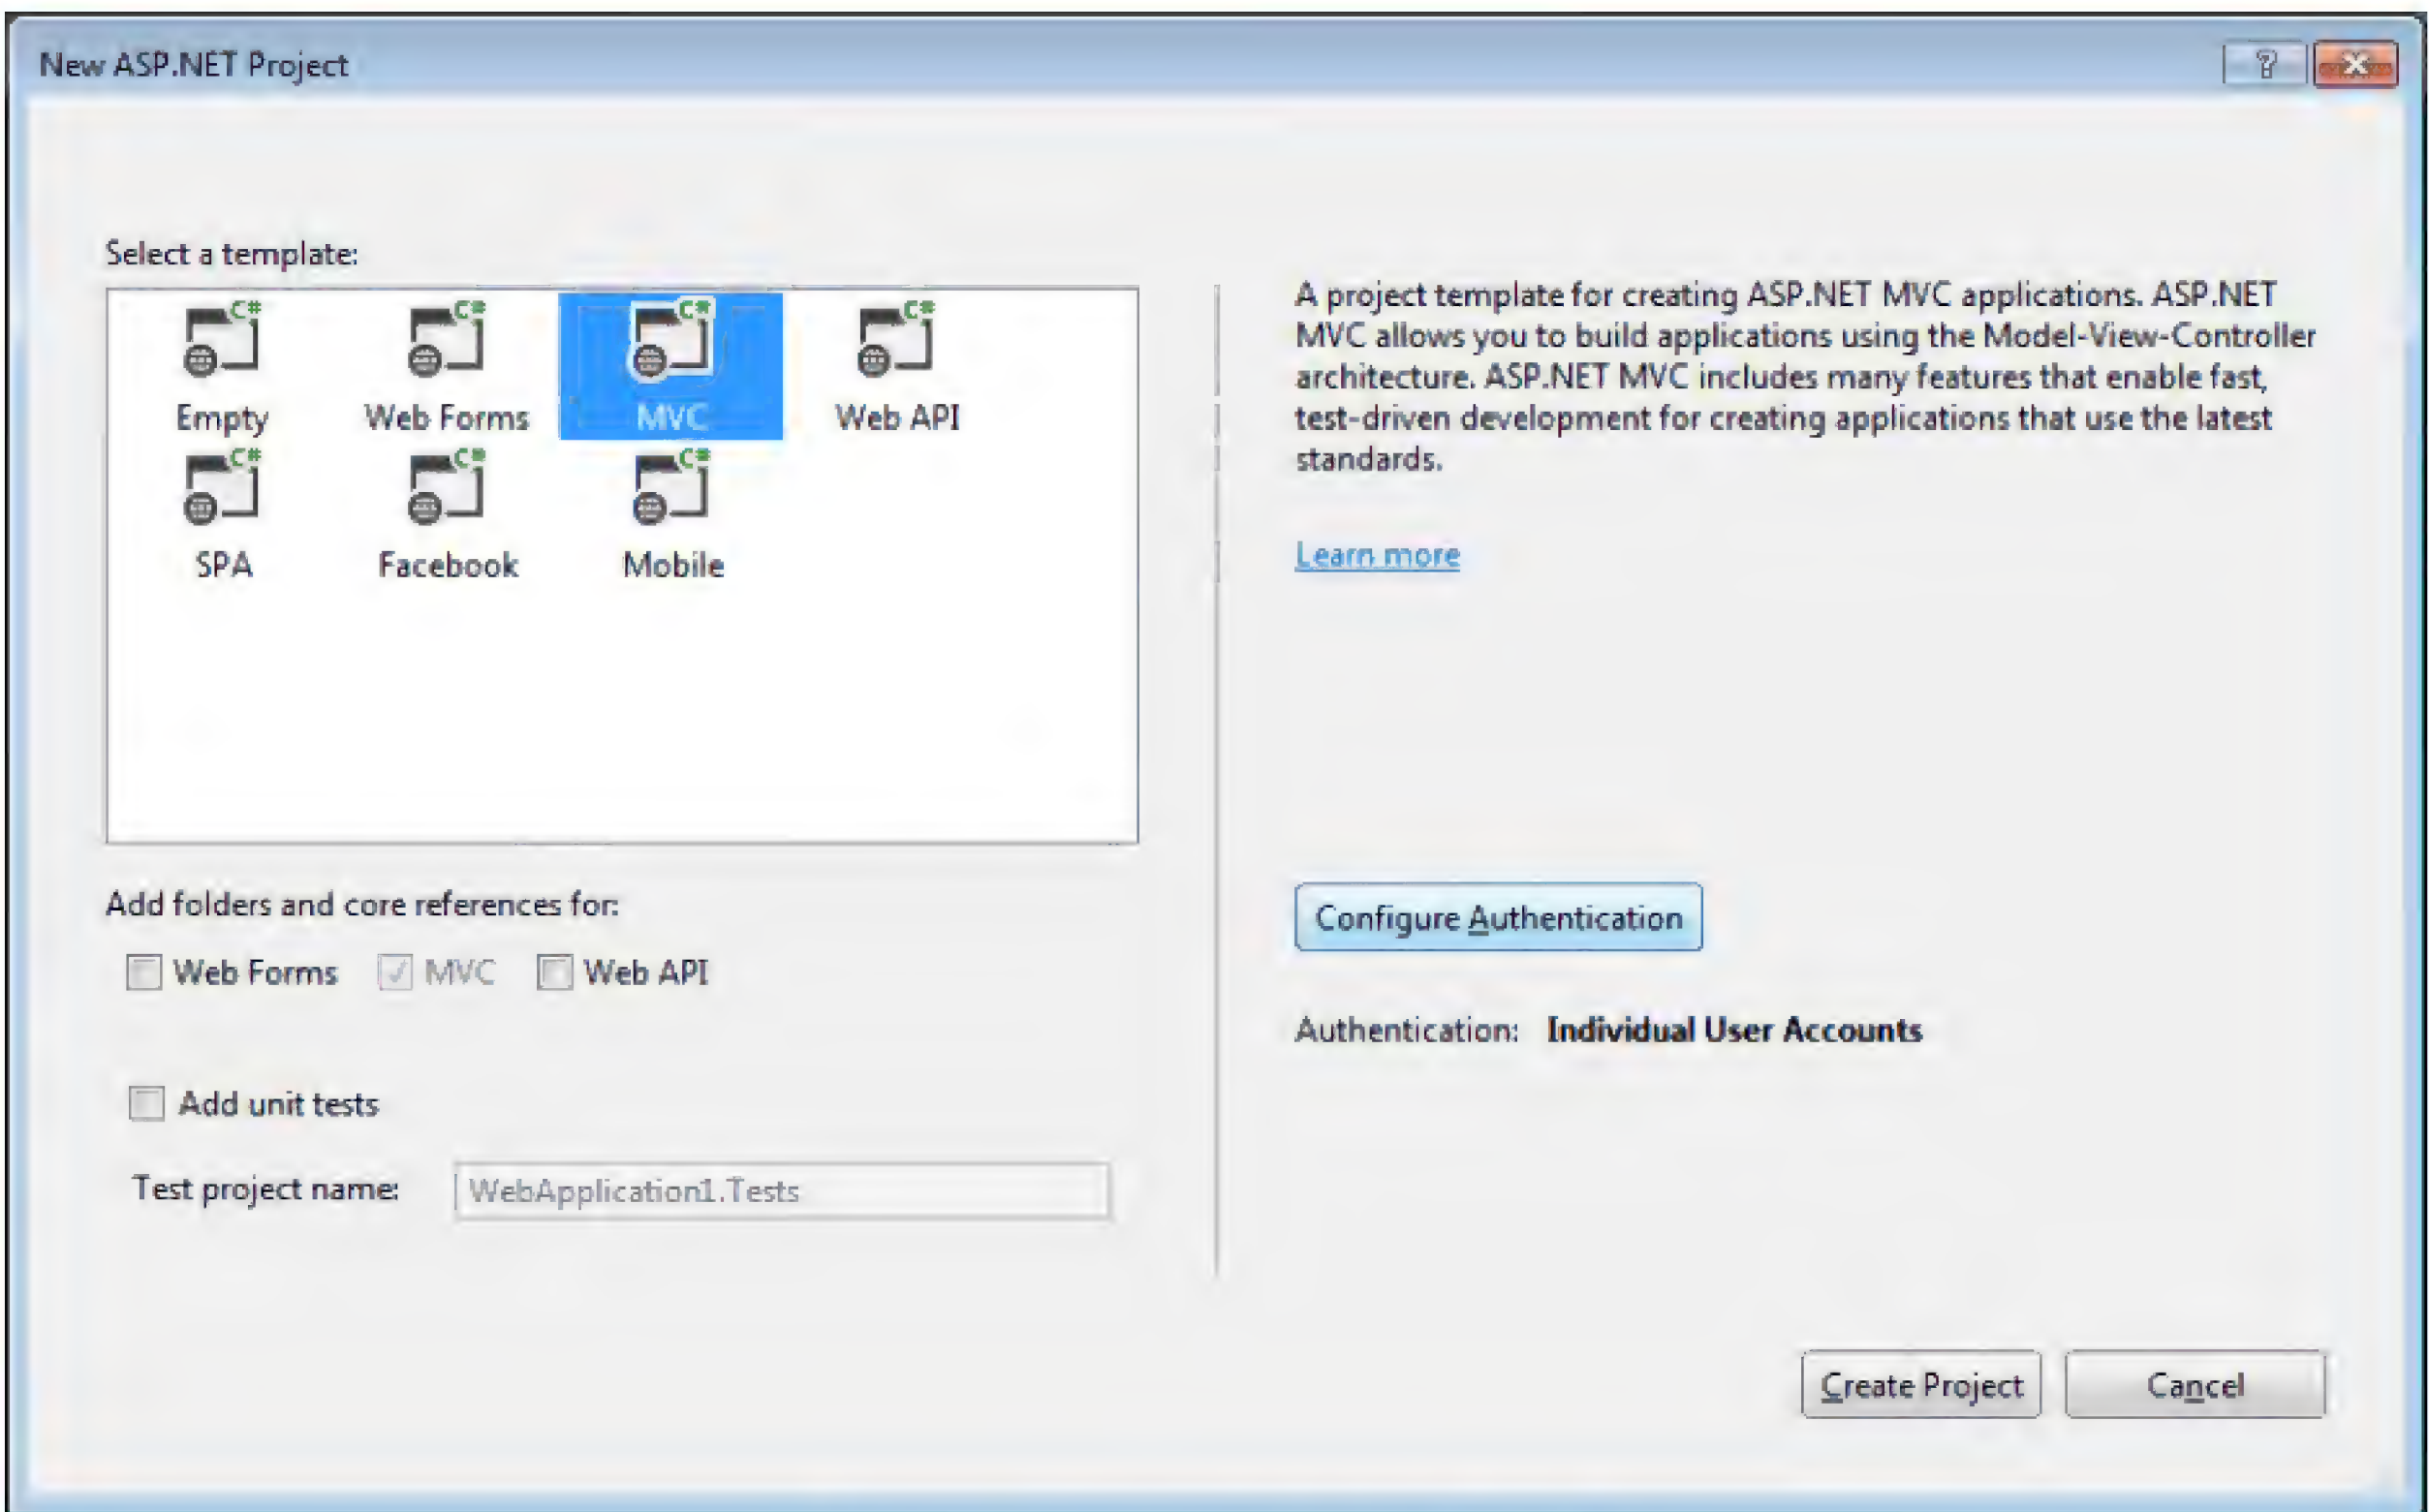 New ASP.NET Project
?
Select a template:
C# C# C# C#
Empty Web Forms MVC Web API
C# C# C#
SPA Facebook Mobile
A project template for creating ASP.NET MVC applications. ASP.NET
MVC allows you to build applications using the Model-View-Controller
architecture. ASP.NET MVC includes many features that enable fast,
test-driven development for creating applications that use the latest
standards.
Learn more
Add folders and core references for:
Web Forms MVC Web API
Add unit tests
Test project name: WebApplication1.Tests
Configure Authentication
Authentication: Individual User Accounts
Create Project Cancel